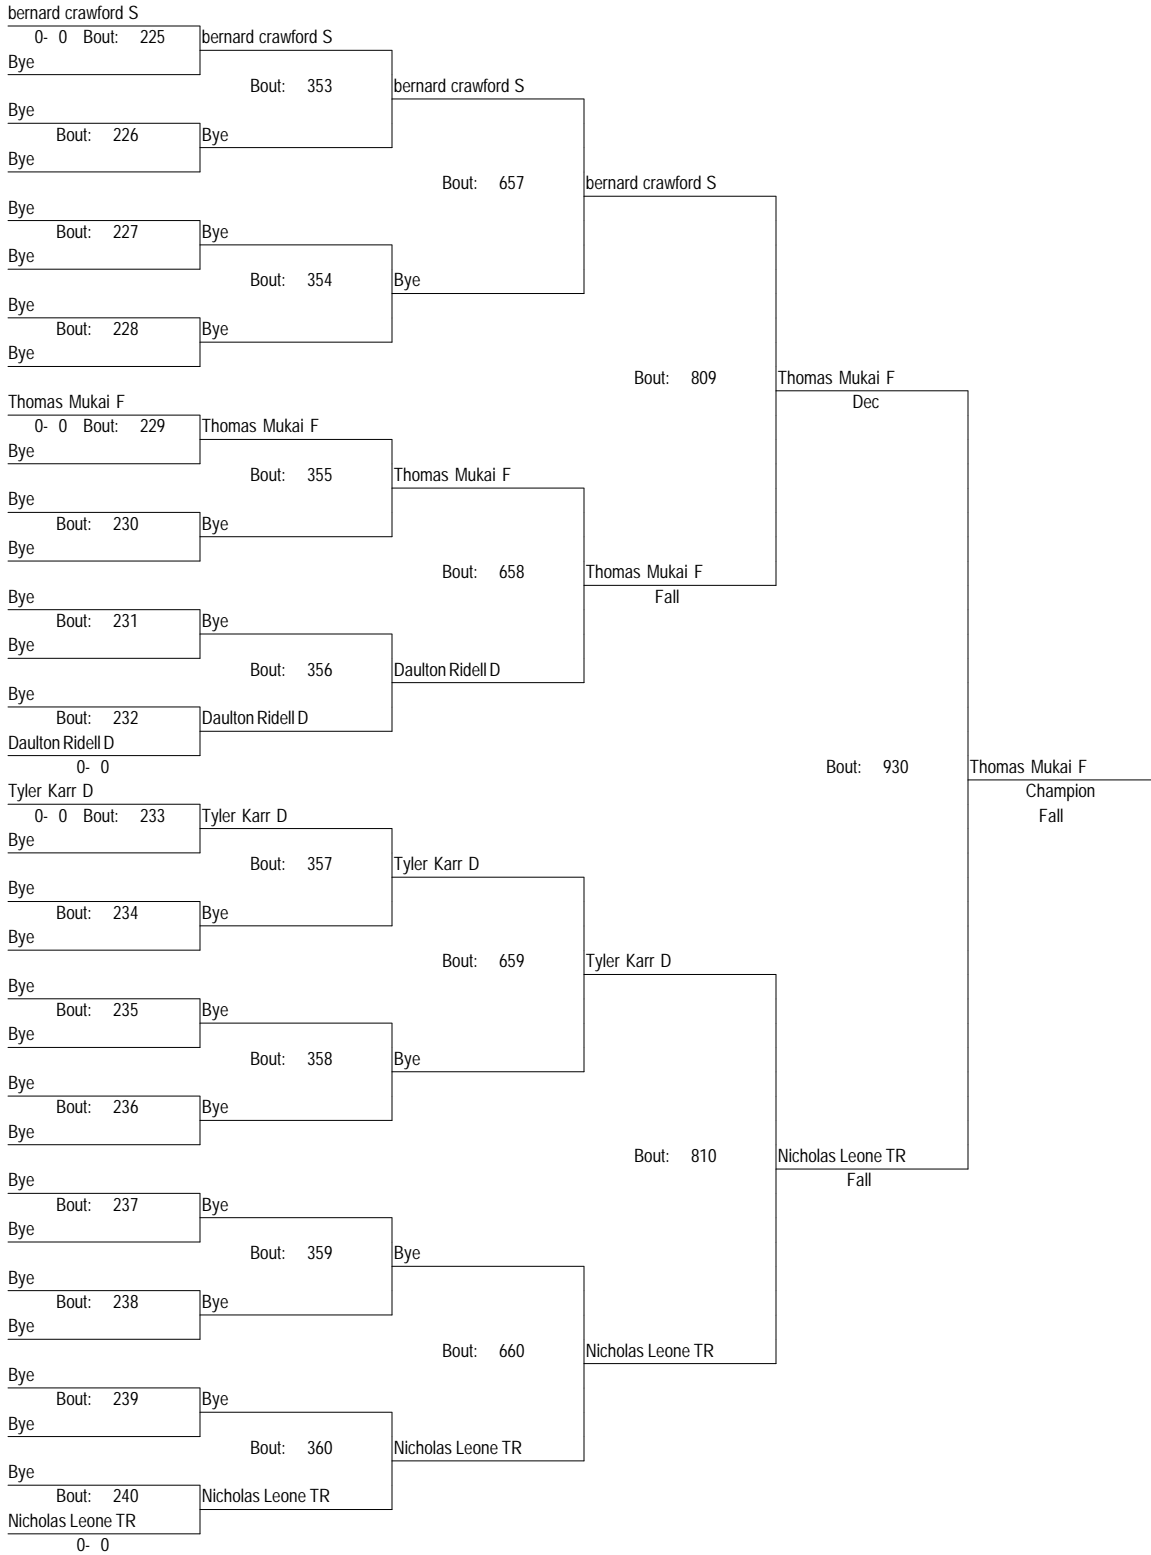 bernard crawford S
0- 0 Bout: 225 bernard crawford S
Bye
Bout: 353 bernard crawford S
Bye
Bout: 226 Bye
Bye
Bout: 657 bernard crawford S
Bye
Bout: 227 Bye
Bye
Bout: 354 Bye
Bye
Bout: 228 Bye
Bye
Bout: 809 Thomas Mukai F
Thomas Mukai F
Dec
0- 0 Bout: 229 Thomas Mukai F
Bye
Bout: 355 Thomas Mukai F
Bye
Bout: 230 Bye
Bye
Bout: 658 Thomas Mukai F
Bye
Fall
Bout: 231 Bye
Bye
Bout: 356 Daulton Ridell D
Bye
Bout: 232 Daulton Ridell D
Daulton Ridell D
0- 0
Bout: 930 Thomas Mukai F
Tyler Karr D
Champion
0- 0 Bout: 233 Tyler Karr D
Fall
Bye
Bout: 357 Tyler Karr D
Bye
Bout: 234 Bye
Bye
Bout: 659 Tyler Karr D
Bye
Bout: 235 Bye
Bye
Bout: 358 Bye
Bye
Bout: 236 Bye
Bye
Bout: 810 Nicholas Leone TR
Bye
Fall
Bout: 237 Bye
Bye
Bout: 359 Bye
Bye
Bout: 238 Bye
Bye
Bout: 660 Nicholas Leone TR
Bye
Bout: 239 Bye
Bye
Bout: 360 Nicholas Leone TR
Bye
Bout: 240 Nicholas Leone TR
Nicholas Leone TR
0- 0